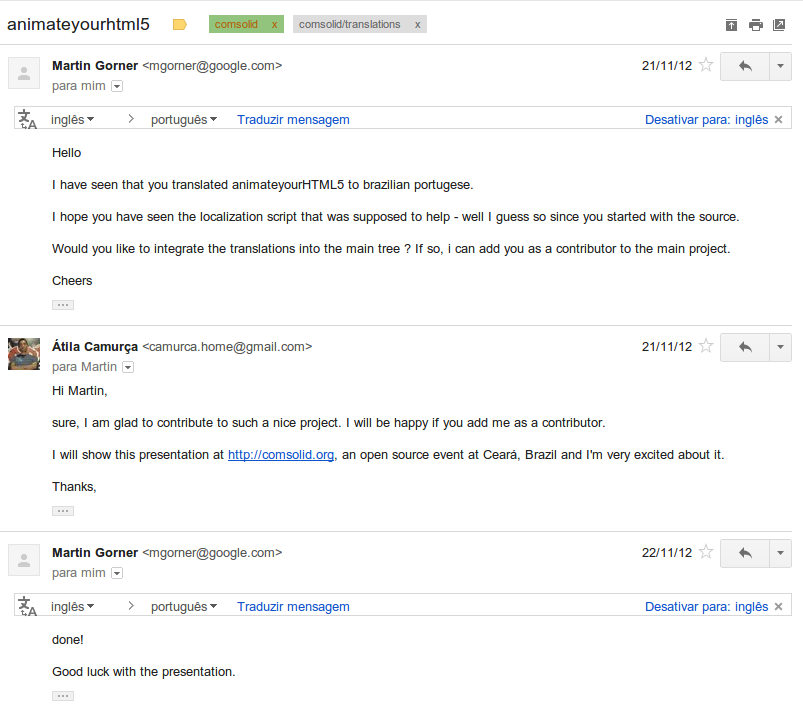 animateyourhtml5 comsolid x comsolid/translations x
Martin Gorner <mgorner@google.com> 21/11/12
para mim
inglês > português Traduzir mensagem Desativar para: inglês ×
Hello
I have seen that you translated animateyourHTML5 to brazilian portugese.
I hope you have seen the localization script that was supposed to help - well I guess so since you started with the source.
Would you like to integrate the translations into the main tree ? If so, i can add you as a contributor to the main project.
Cheers
...
Átila Camurça <camurca.home@gmail.com> 21/11/12
para Martin
Hi Martin,
sure, I am glad to contribute to such a nice project. I will be happy if you add me as a contributor.
I will show this presentation at http://comsolid.org, an open source event at Ceará, Brazil and I'm very excited about it.
Thanks,
...
Martin Gorner <mgorner@google.com> 22/11/12
para mim
inglês > português Traduzir mensagem Desativar para: inglês ×
done!
Good luck with the presentation.
...